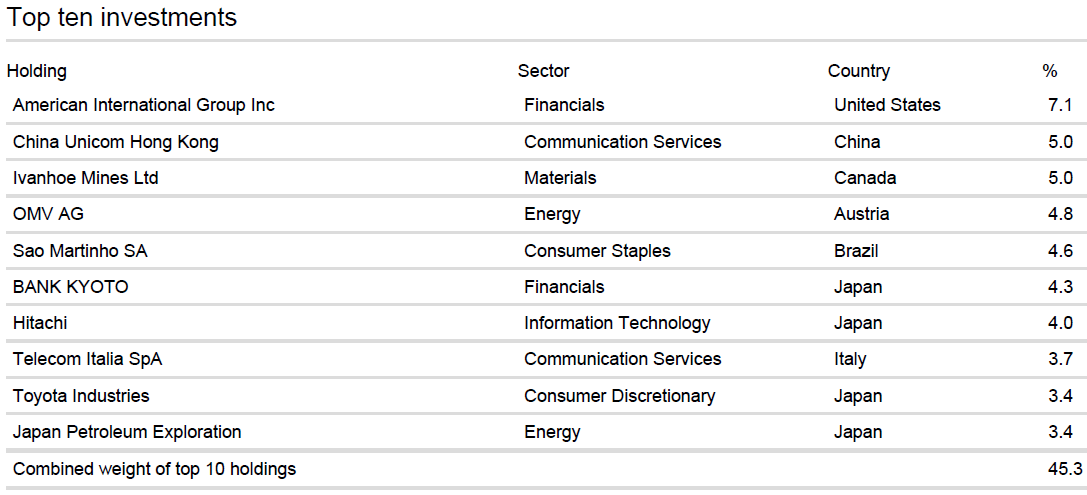 Top ten investments
Holding Sector Country %
American International Group Inc Financials United States 7.1
China Unicom Hong Kong Communication Services China 5.0
Ivanhoe Mines Ltd Materials Canada 5.0
OMV AG Energy Austria 4.8
Sao Martinho SA Consumer Staples Brazil 4.6
BANK KYOTO Financials Japan 4.3
Hitachi Information Technology Japan 4.0
Telecom Italia SpA Communication Services Italy 3.7
Toyota Industries Consumer Discretionary Japan 3.4
Japan Petroleum Exploration Energy Japan 3.4
Combined weight of top 10 holdings 45.3